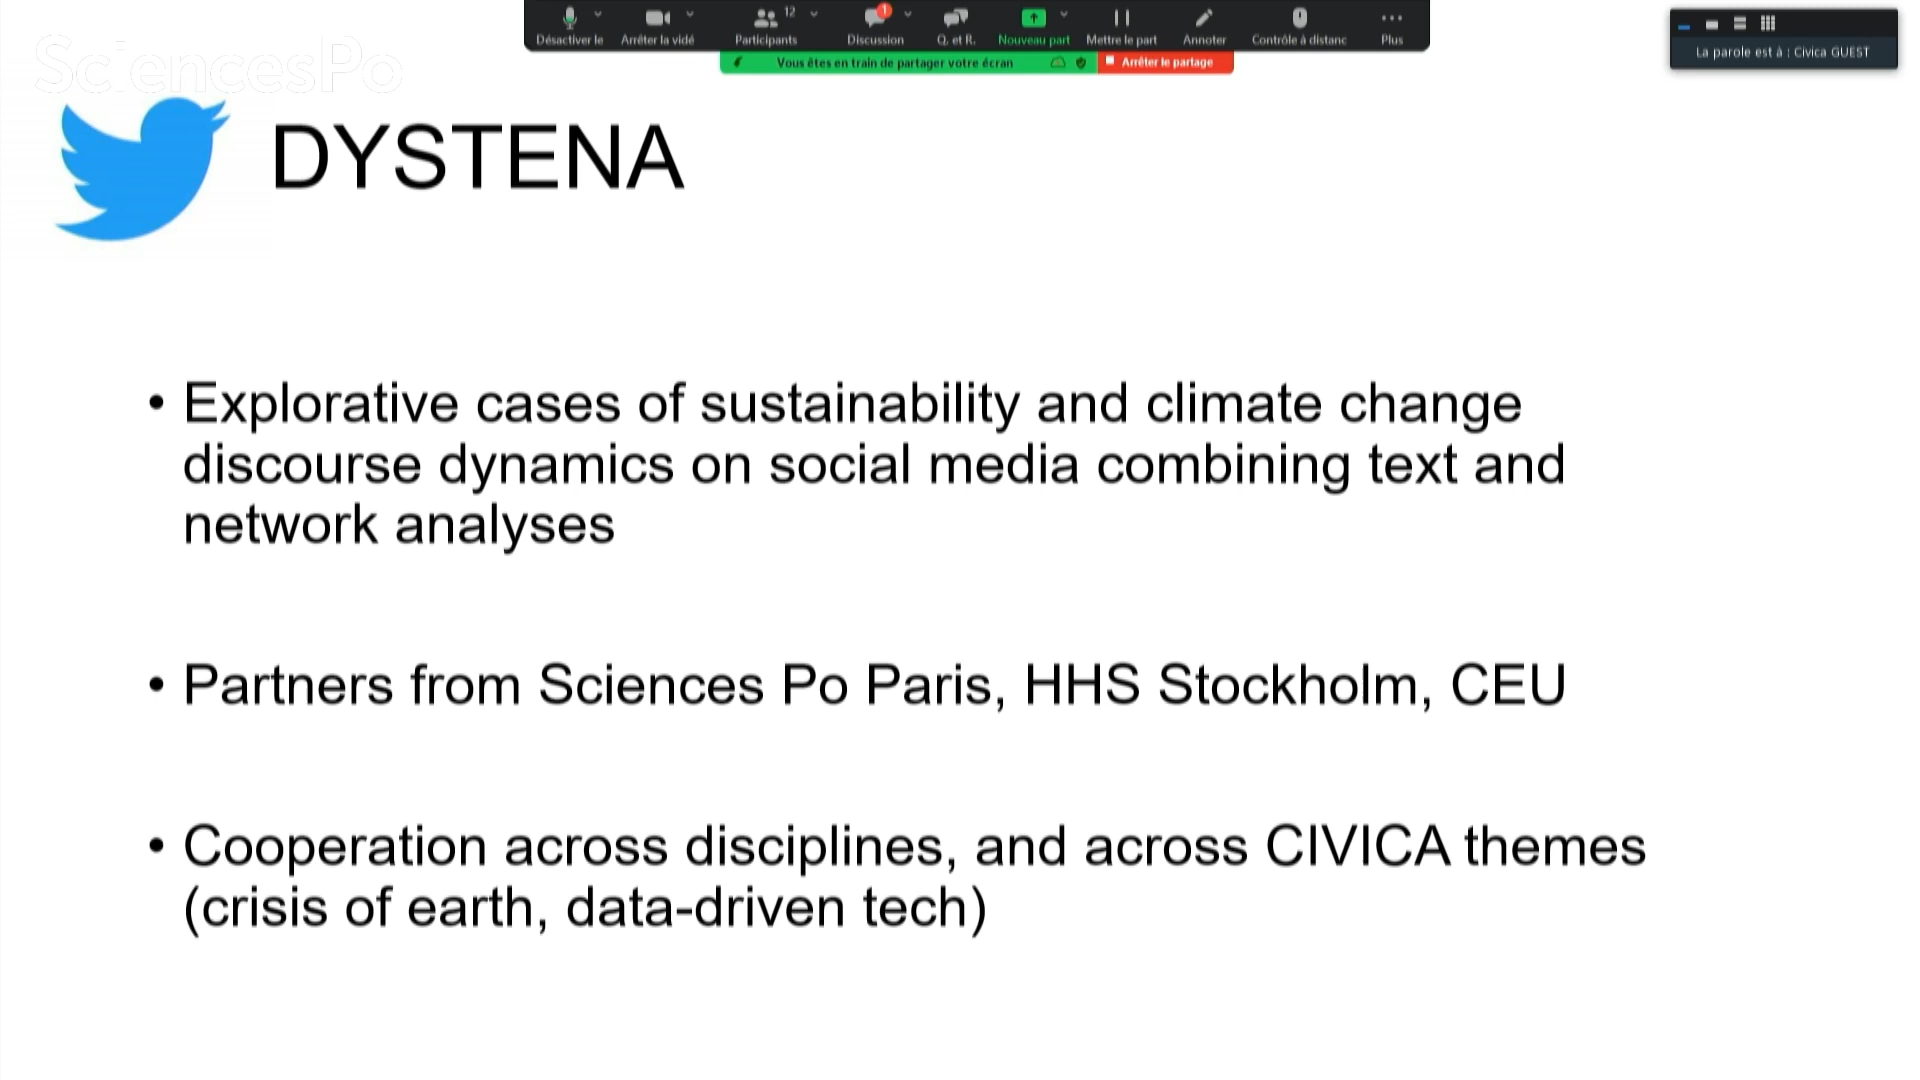 12
1
Désactiver le Arrêter la vidé Participants Discussion Q. et R. Nouveau part Mettre le part Annoter Contrôle à distanc Plus
Vous êtes en train de partager votre écran Arrêter le partage
La parole est à : Civica GUEST
SciencesPo
DYSTENA
• Explorative cases of sustainability and climate change
discourse dynamics on social media combining text and
network analyses
• Partners from Sciences Po Paris, HHS Stockholm, CEU
• Cooperation across disciplines, and across CIVICA themes
(crisis of earth, data-driven tech)